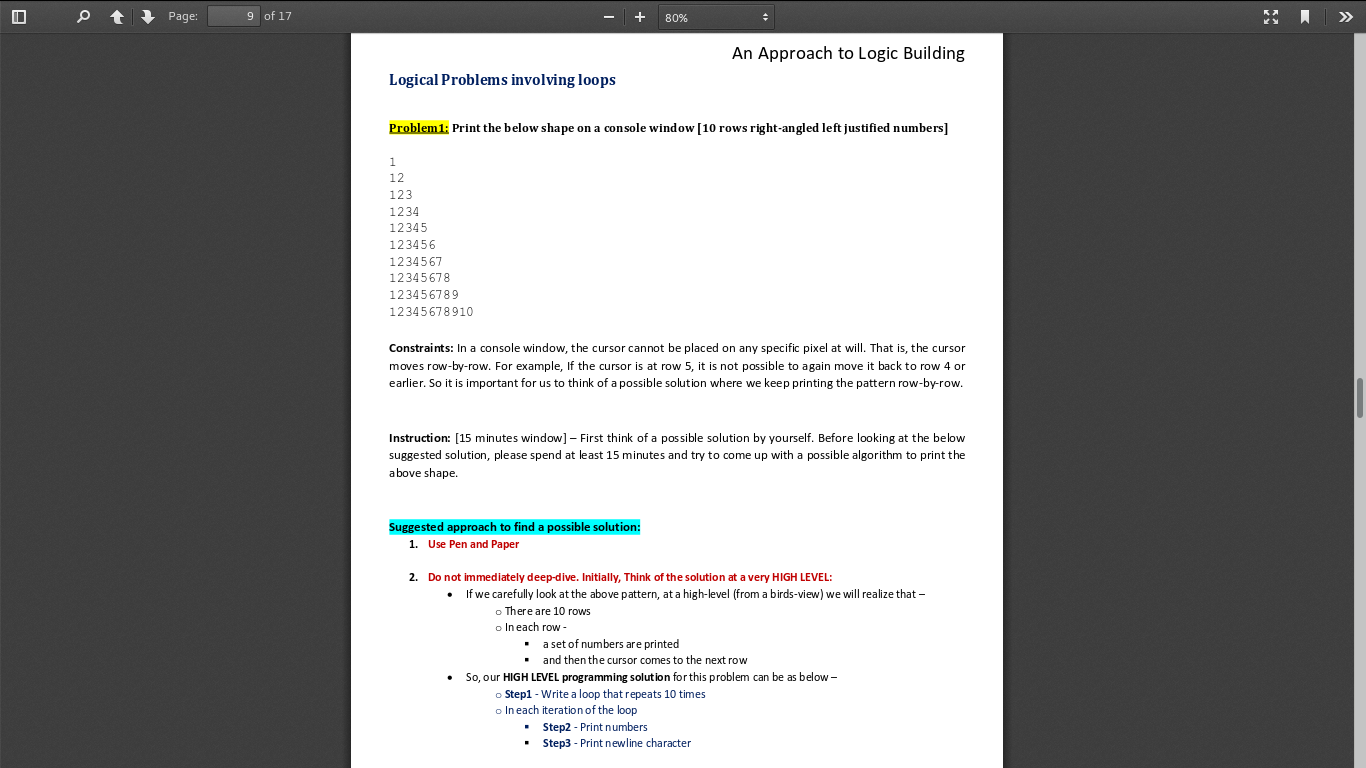 Page: 9 of 17 80%
An Approach to Logic Building
Logical Problems involving loops
Problem1: Print the below shape on a console window [10 rows right-angled left justified numbers]
1
12
123
1234
12345
123456
1234567
12345678
123456789
12345678910
Constraints: In a console window, the cursor cannot be placed on any specific pixel at will. That is, the cursor
moves row-by-row. For example, If the cursor is at row 5, it is not possible to again move it back to row 4 or
earlier. So it is important for us to think of a possible solution where we keep printing the pattern row-by-row.
Instruction: [15 minutes window] – First think of a possible solution by yourself. Before looking at the below
suggested solution, please spend at least 15 minutes and try to come up with a possible algorithm to print the
above shape.
Suggested approach to find a possible solution:
1. Use Pen and Paper
2. Do not immediately deep-dive. Initially, Think of the solution at a very HIGH LEVEL:
• If we carefully look at the above pattern, at a high-level (from a birds-view) we will realize that –
o There are 10 rows
o In each row -
▪ a set of numbers are printed
▪ and then the cursor comes to the next row
• So, our HIGH LEVEL programming solution for this problem can be as below –
o Step1 - Write a loop that repeats 10 times
o In each iteration of the loop
▪ Step2 - Print numbers
▪ Step3 - Print newline character